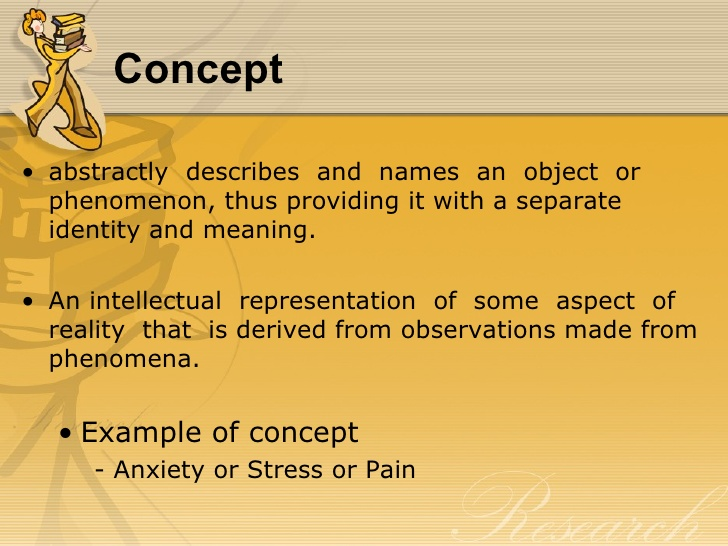 Concept
• abstractly describes and names an object or
phenomenon, thus providing it with a separate
identity and meaning.
• An intellectual representation of some aspect of
reality that is derived from observations made from
phenomena.
• Example of concept
- Anxiety or Stress or Pain
Research